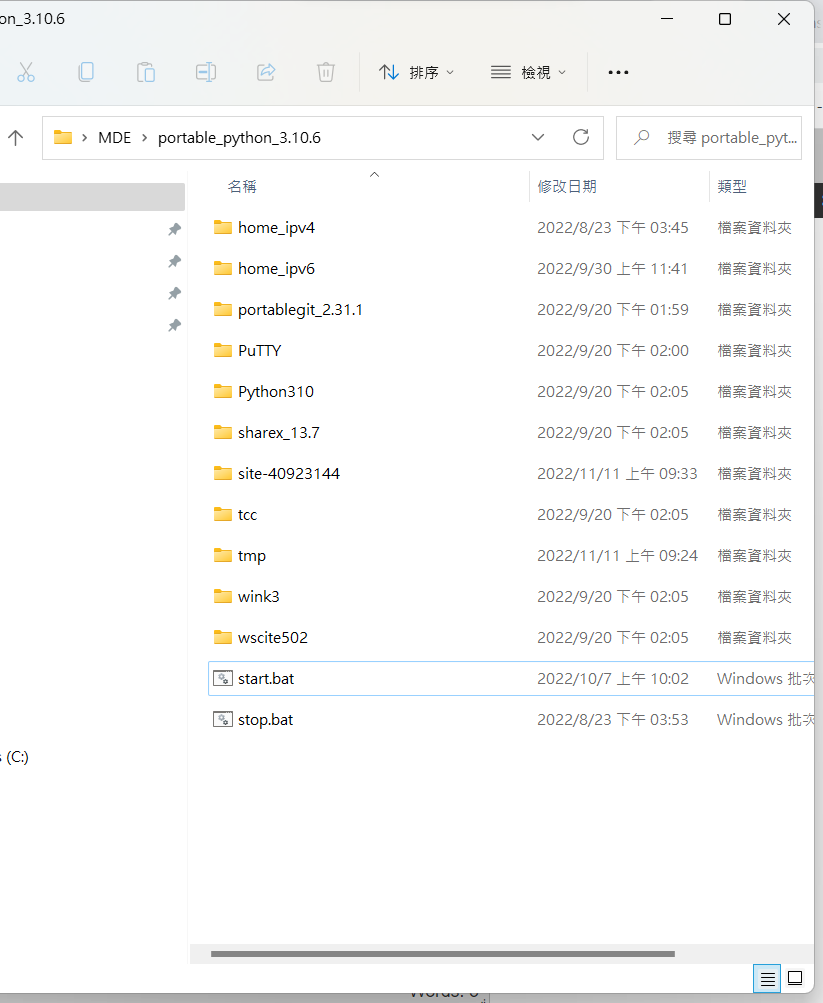 on_3.10.6
排序 檢視
MDE portable_python_3.10.6 搜尋 portable_pyt...
名稱 修改日期 類型
home_ipv4 2022/8/23 下午 03:45 檔案資料夾
home_ipv6 2022/9/30 上午 11:41 檔案資料夾
portablegit_2.31.1 2022/9/20 下午 01:59 檔案資料夾
PuTTY 2022/9/20 下午 02:00 檔案資料夾
Python310 2022/9/20 下午 02:05 檔案資料夾
sharex_13.7 2022/9/20 下午 02:05 檔案資料夾
site-40923144 2022/11/11 上午 09:33 檔案資料夾
tcc 2022/9/20 下午 02:05 檔案資料夾
tmp 2022/11/11 上午 09:24 檔案資料夾
wink3 2022/9/20 下午 02:05 檔案資料夾
wscite502 2022/9/20 下午 02:05 檔案資料夾
start.bat 2022/10/7 上午 10:02 Windows 批次
stop.bat 2022/8/23 下午 03:53 Windows 批次
s (C:)